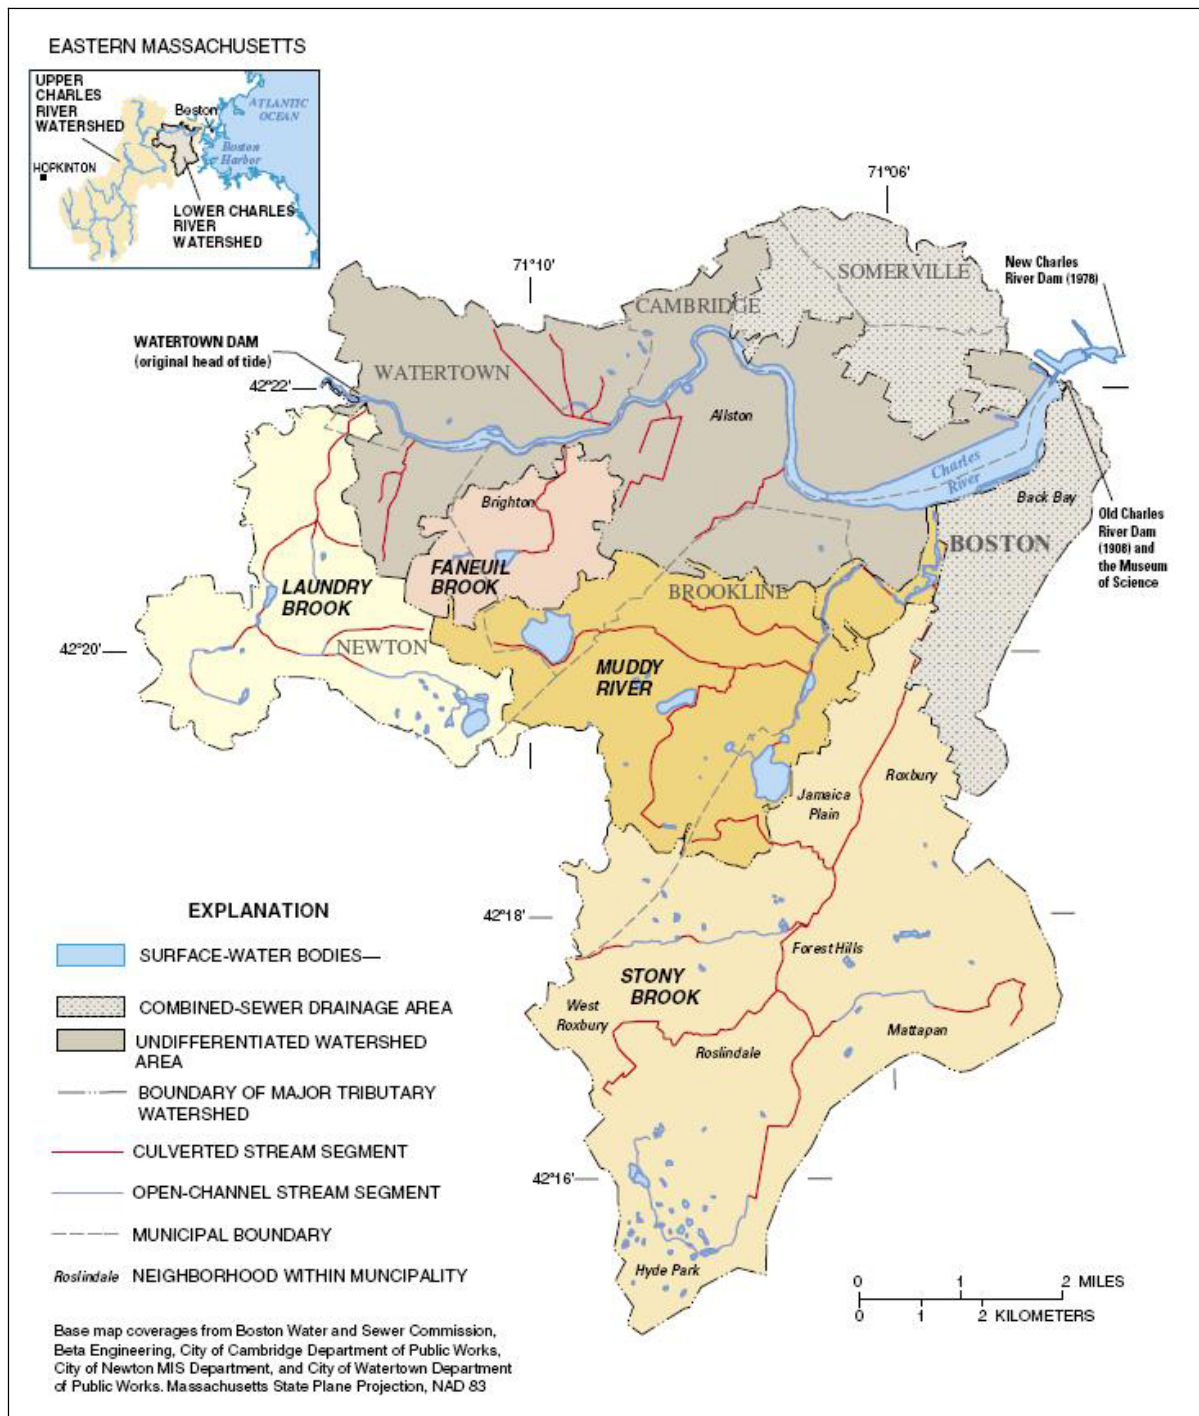 EASTERN MASSACHUSETTS
UPPER
CHARLES
RIVER
WATERSHED
Boston
ATLANTIC
OCEAN
Boston
Harbor
HOPKINTON
LOWER CHARLES
RIVER
WATERSHED
71°06'
71°10'
SOMERVILLE
New Charles
River Dam (1978)
CAMBRIDGE
WATERTOWN DAM
(original head of tide)
WATERTOWN
42°22'
Allston
Charles
River
Back Bay
Brighton
Old Charles
River Dam
(1908) and
the Museum
of Science
BOSTON
FANEUIL
BROOK
LAUNDRY
BROOK
BROOKLINE
42°20'
NEWTON
MUDDY
RIVER
Roxbury
Jamaica
Plain
EXPLANATION
42°18'
SURFACE-WATER BODIES—
Forest Hills
STONY
BROOK
COMBINED-SEWER DRAINAGE AREA
West
Roxbury
Mattapan
UNDIFFERENTIATED WATERSHED
AREA
Roslindale
BOUNDARY OF MAJOR TRIBUTARY
WATERSHED
CULVERTED STREAM SEGMENT
42°16'
OPEN-CHANNEL STREAM SEGMENT
MUNICIPAL BOUNDARY
Hyde Park
Roslindale NEIGHBORHOOD WITHIN MUNCIPALITY
0 1 2 MILES
0 1 2 KILOMETERS
Base map coverages from Boston Water and Sewer Commission,
Beta Engineering, City of Cambridge Department of Public Works,
City of Newton MIS Department, and City of Watertown Department
of Public Works. Massachusetts State Plane Projection, NAD 83